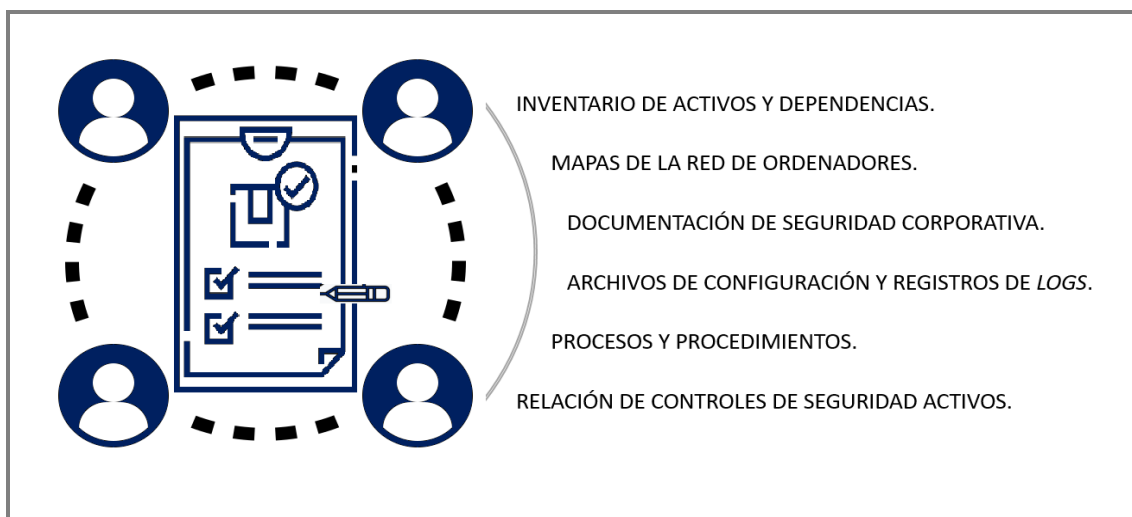 INVENTARIO DE ACTIVOS Y DEPENDENCIAS.
MAPAS DE LA RED DE ORDENADORES.
DOCUMENTACIÓN DE SEGURIDAD CORPORATIVA.
ARCHIVOS DE CONFIGURACIÓN Y REGISTROS DE LOGS.
PROCESOS Y PROCEDIMIENTOS.
RELACIÓN DE CONTROLES DE SEGURIDAD ACTIVOS.